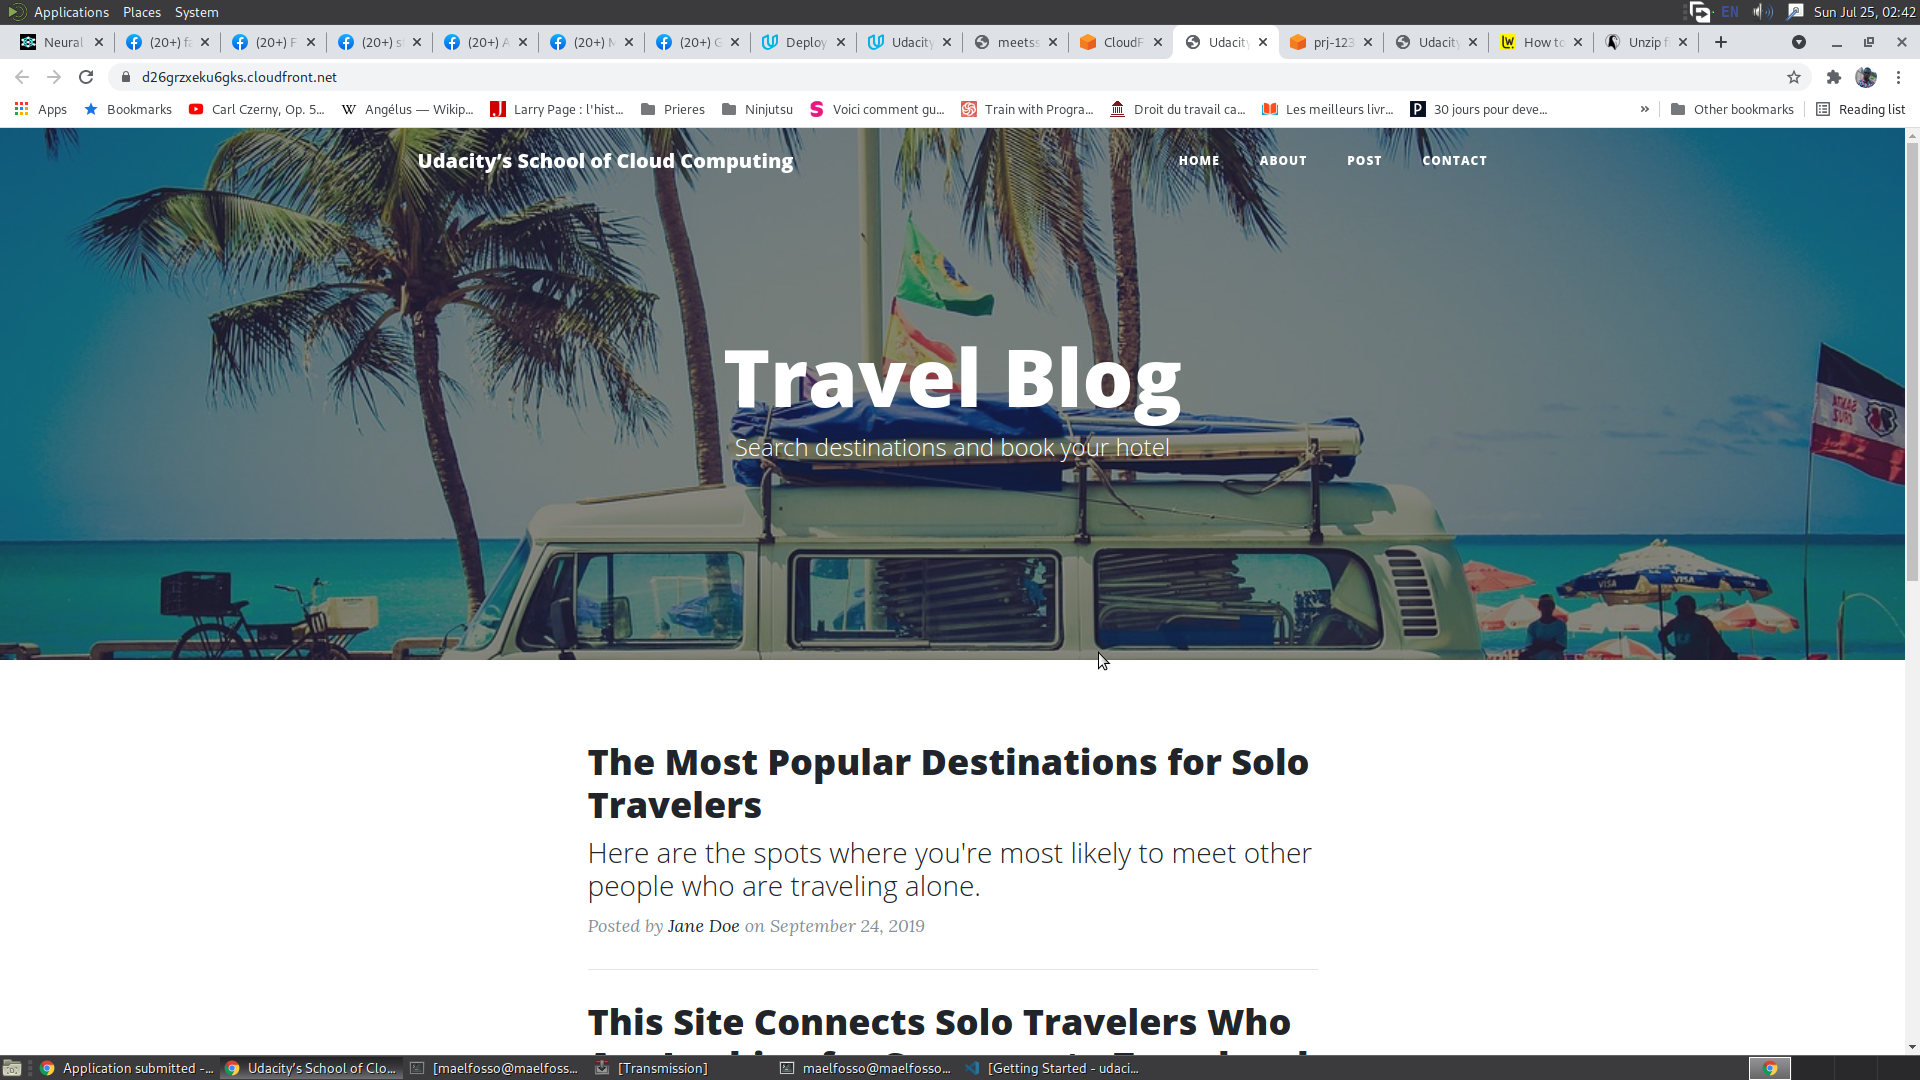 Applications Places System
EN Sun Jul 25, 02:42
Neural (20+) f (20+) F (20+) s (20+) A (20+) M (20+) G Deploy Udacity meetss CloudF Udacity prj-123 Udacity How to Unzip f
d26grzxeku6gks.cloudfront.net
Apps Bookmarks Carl Czerny, Op. 5... W Angélus — Wikip... Larry Page : l'hist... Prieres Ninjutsu Voici comment gu... Train with Progra... Droit du travail ca... Les meilleurs livr... 30 jours pour deve... » Other bookmarks Reading list
Udacity’s School of Cloud Computing HOME ABOUT POST CONTACT
Travel Blog
Search destinations and book your hotel
SANTA
CRUZ
VISA VISA VISA
The Most Popular Destinations for Solo
Travelers
Here are the spots where you're most likely to meet other
people who are traveling alone.
Posted by Jane Doe on September 24, 2019
This Site Connects Solo Travelers Who
Application submitted -... Udacity’s School of Clo... [maelfosso@maelfoss... [Transmission] maelfosso@maelfosso... [Getting Started - udaci...